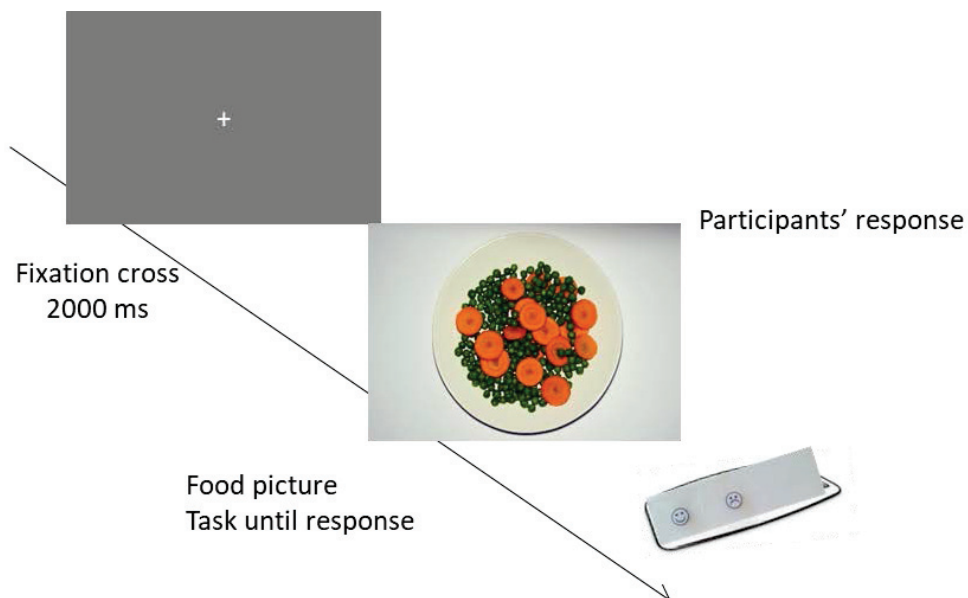 Participants’ response
Fixation cross
2000 ms
Food picture
Task until response